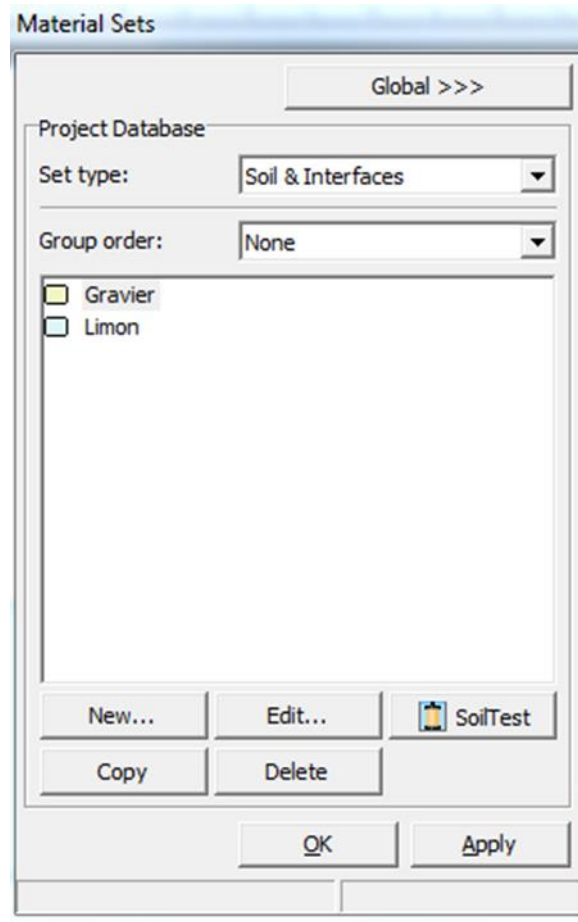 Material Sets
Global >>>
Project Database
Set type: Soil & Interfaces
Group order: None
Gravier
Limon
New... Edit... SoilTest
Copy Delete
OK Apply